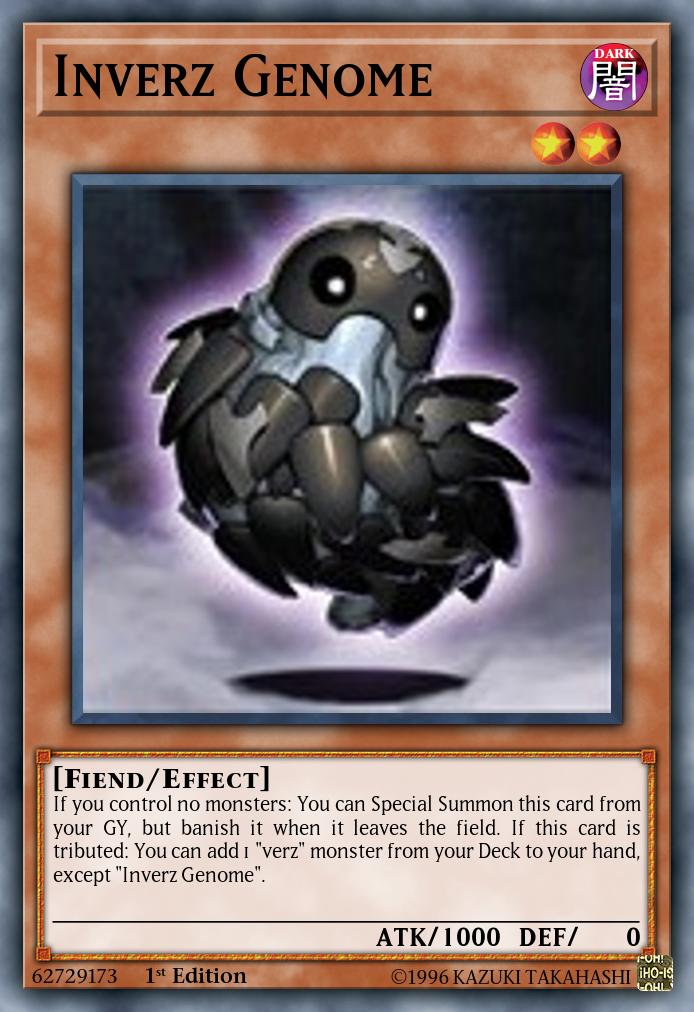 Inverz Genome
DARK
闇
[Fiend/Effect]
If you control no monsters: You can Special Summon this card from
your GY, but banish it when it leaves the field. If this card is
tributed: You can add 1 "verz" monster from your Deck to your hand,
except "Inverz Genome".
ATK/1000 DEF/ 0
62729173 1st Edition ©1996 KAZUKI TAKAHASHI